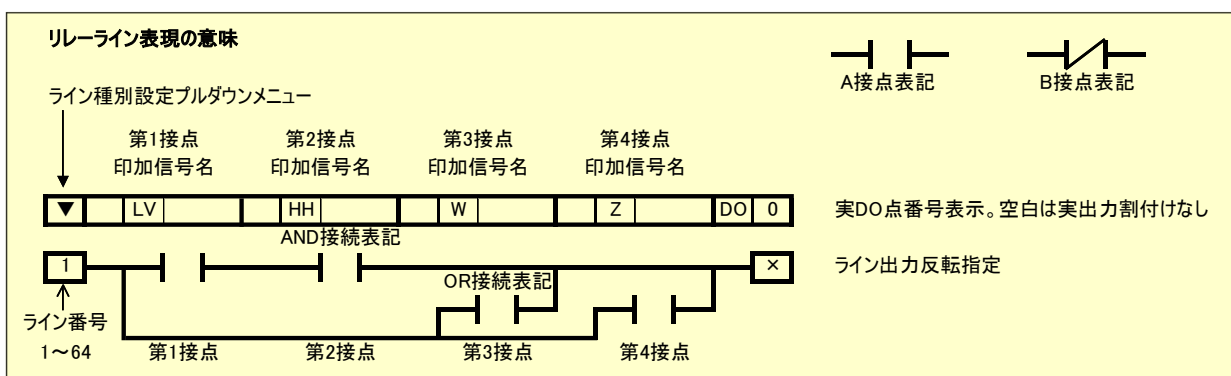 リレーライン表現の意味
A接点表記 B接点表記
ライン種別設定プルダウンメニュー
第1接点 第2接点 第3接点 第4接点
印加信号名 印加信号名 印加信号名 印加信号名
▼ LV HH W Z DO 0 実DO点番号表示。空白は実出力割付けなし
AND接続表記
1 × ライン出力反転指定
OR接続表記
ライン番号
1～64 第1接点 第2接点 第3接点 第4接点